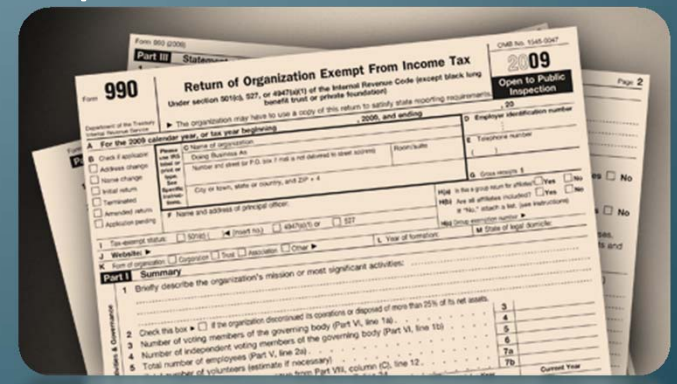 Form 990 (2009)
Part III Statement
OMB No. 1545-0047
Form 990
Return of Organization Exempt From Income Tax
2009
Under section 501(c), 527, or 4947(a)(1) of the Internal Revenue Code (except black lung
benefit trust or private foundation)
Open to Public
Inspection
Page 2
Department of the Treasury
Internal Revenue Service
▶ The organization may have to use a copy of this return to satisfy state reporting requirements.
A For the 2009 calendar year, or tax year beginning , 2009, and ending , 20
B Check if applicable:
Address change
Name change
Initial return
Terminated
Amended return
Application pending
Please
use IRS
label or
print or
type.
See
Specific
Instruc-
tions.
C Name of organization
Doing Business As
Number and street (or P.O. box if mail is not delivered to street address) Room/suite
City or town, state or country, and ZIP + 4
D Employer identification number
E Telephone number
( )
G Gross receipts $
F Name and address of principal officer:
H(a) Is this a group return for affiliates? Yes No
H(b) Are all affiliates included? Yes No
If "No," attach a list. (see instructions)
H(c) Group exemption number ▶
I Tax-exempt status: 501(c) ( )◀ (insert no.) 4947(a)(1) or 527
J Website: ▶
K Form of organization: Corporation Trust Association Other ▶
L Year of formation:
M State of legal domicile:
Part I Summary
1 Briefly describe the organization's mission or most significant activities:
2 Check this box ▶ if the organization discontinued its operations or disposed of more than 25% of its net assets.
3 Number of voting members of the governing body (Part VI, line 1a) 3
4 Number of independent voting members of the governing body (Part VI, line 1b) 4
5 Total number of employees (Part V, line 2a) 5
number of volunteers (estimate if necessary) 6
from Part VIII, column (C), line 12 7a
7b
Current Year
es No
s No
ses.
ts and